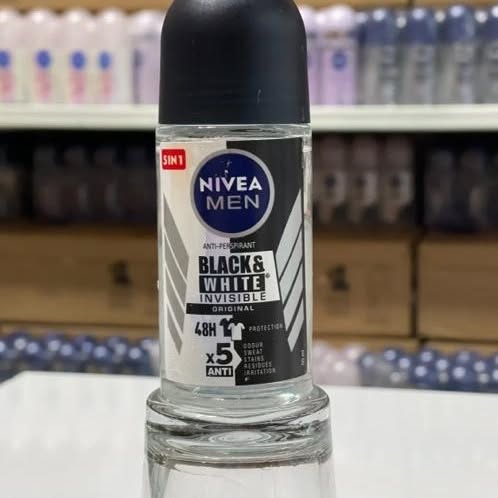 5IN1
NIVEA
MEN
ANTI-PERSPIRANT
BLACK&
WHITE®
INVISIBLE
ORIGINAL
48H PROTECTION
x5
ANTI
ODOUR
SWEAT
STAINS
RESIDUES
IRRITATION